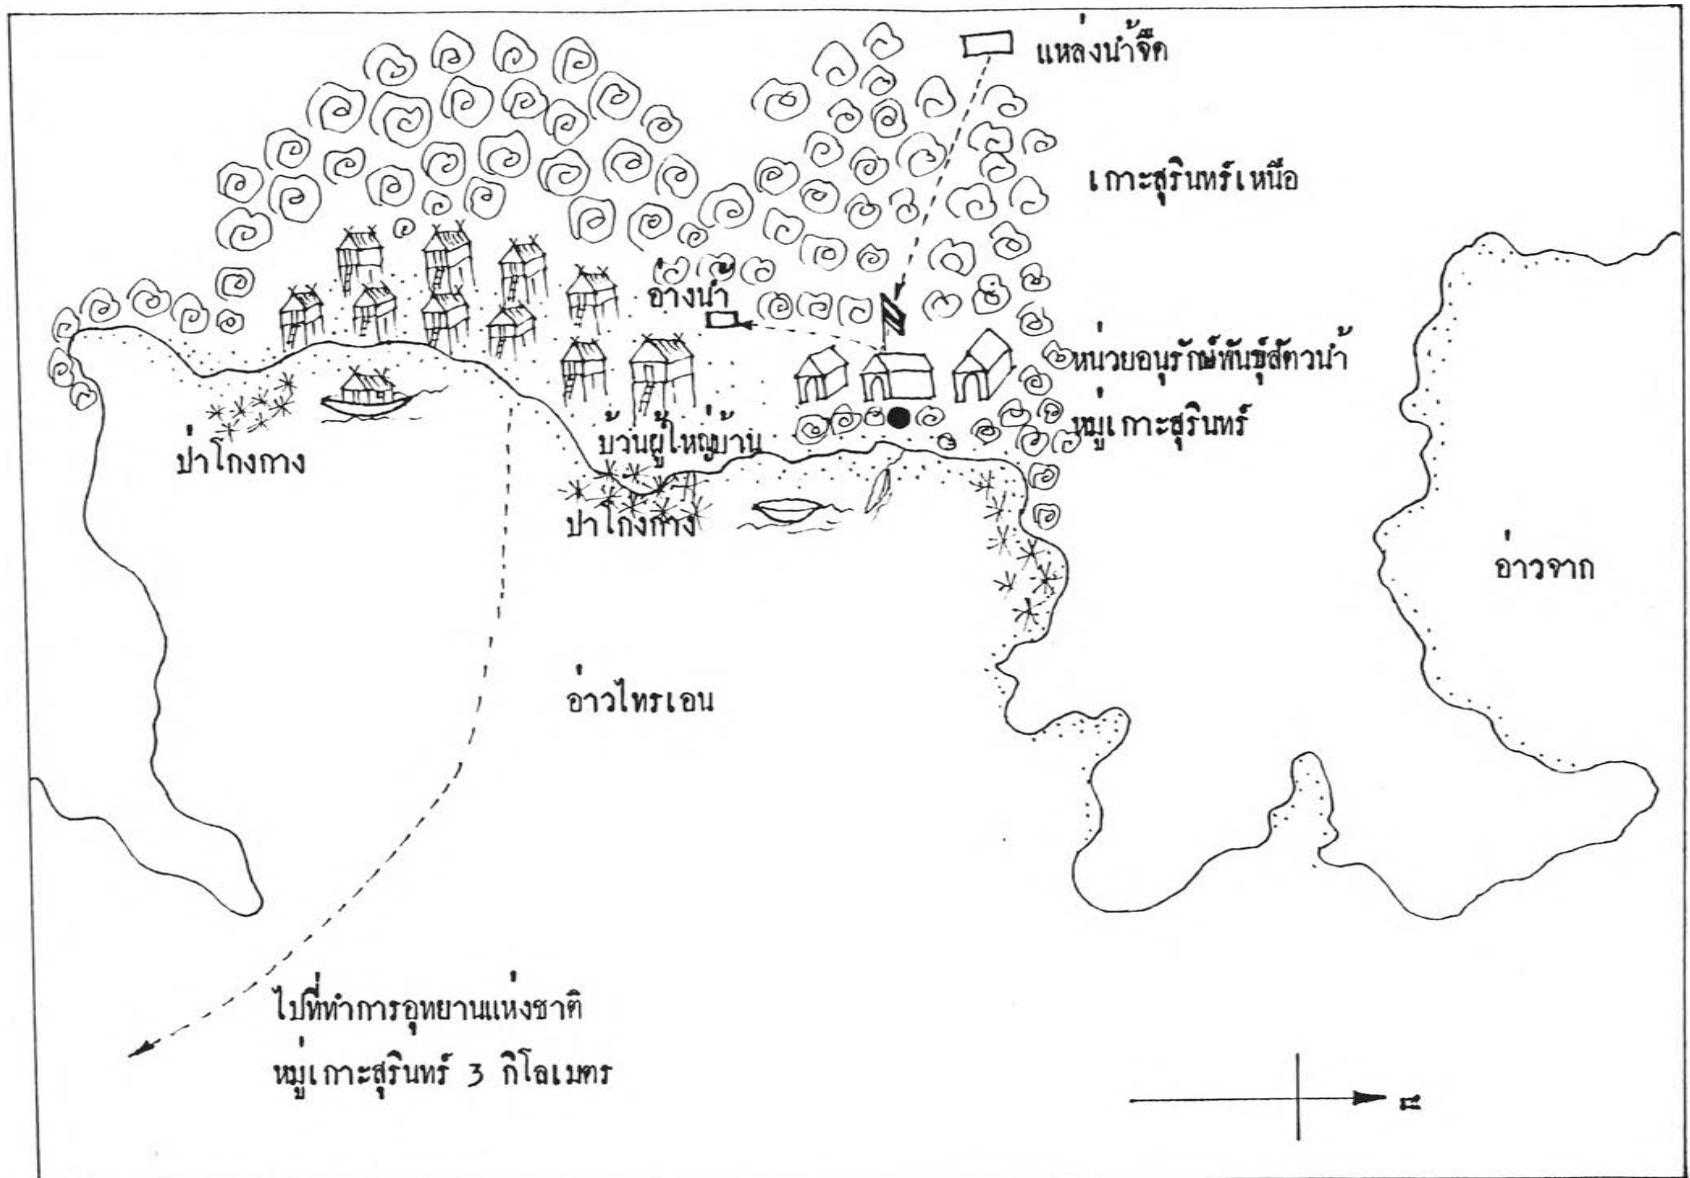 แหล่งน้ำจืด
เกาะสุรินทร์เหนือ
อ่างน้ำ
หน่วยอนุรักษ์พันธุ์สัตว์น้ำ
หมู่เกาะสุรินทร์
บ้านผู้ใหญ่บ้าน
ป่าโกงกาง
ป่าโกงกาง
อ่าวจาก
อ่าวไทรเอน
ไปที่ทำการอุทยานแห่งชาติ
หมู่เกาะสุรินทร์ 3 กิโลเมตร
น